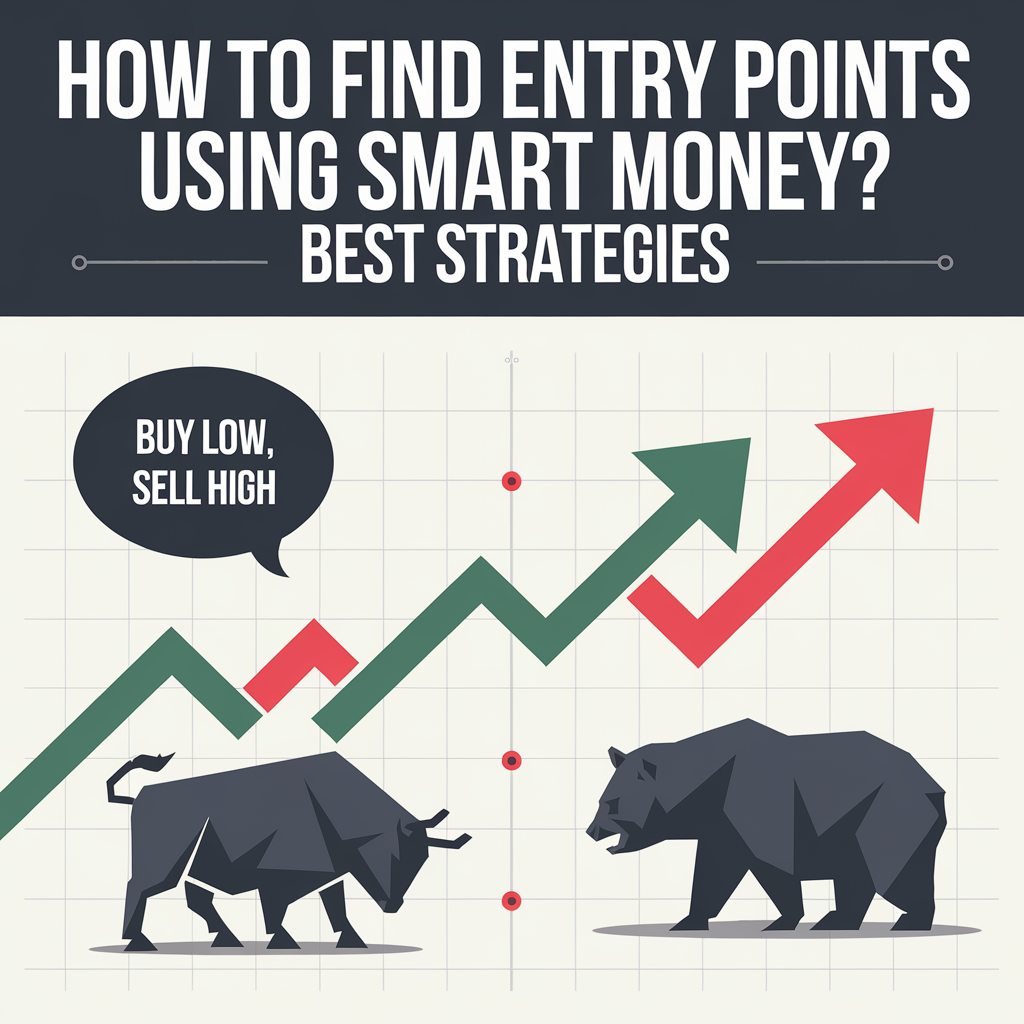 HOW TO FIND ENTRY POINTS
USING SMART MONEY?
BEST STRATEGIES
BUY LOW,
SELL HIGH